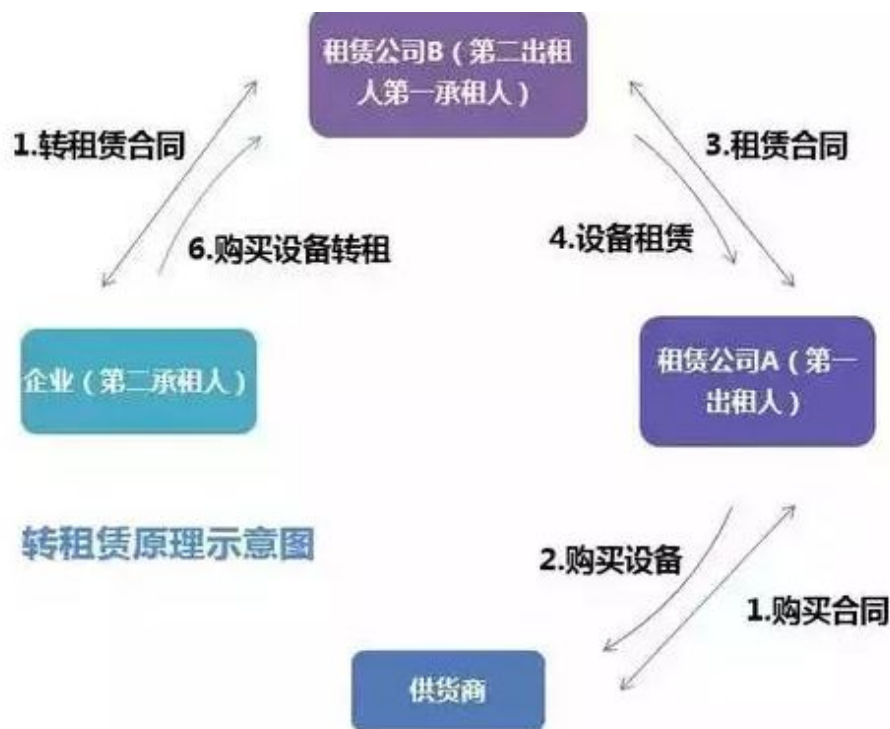 租赁公司B（第二出租
人第一承租人）
1.转租赁合同
3.租赁合同
6.购买设备转租
4.设备租赁
企业（第二承租人）
租赁公司A（第一
出租人）
转租赁原理示意图
2.购买设备
1.购买合同
供货商